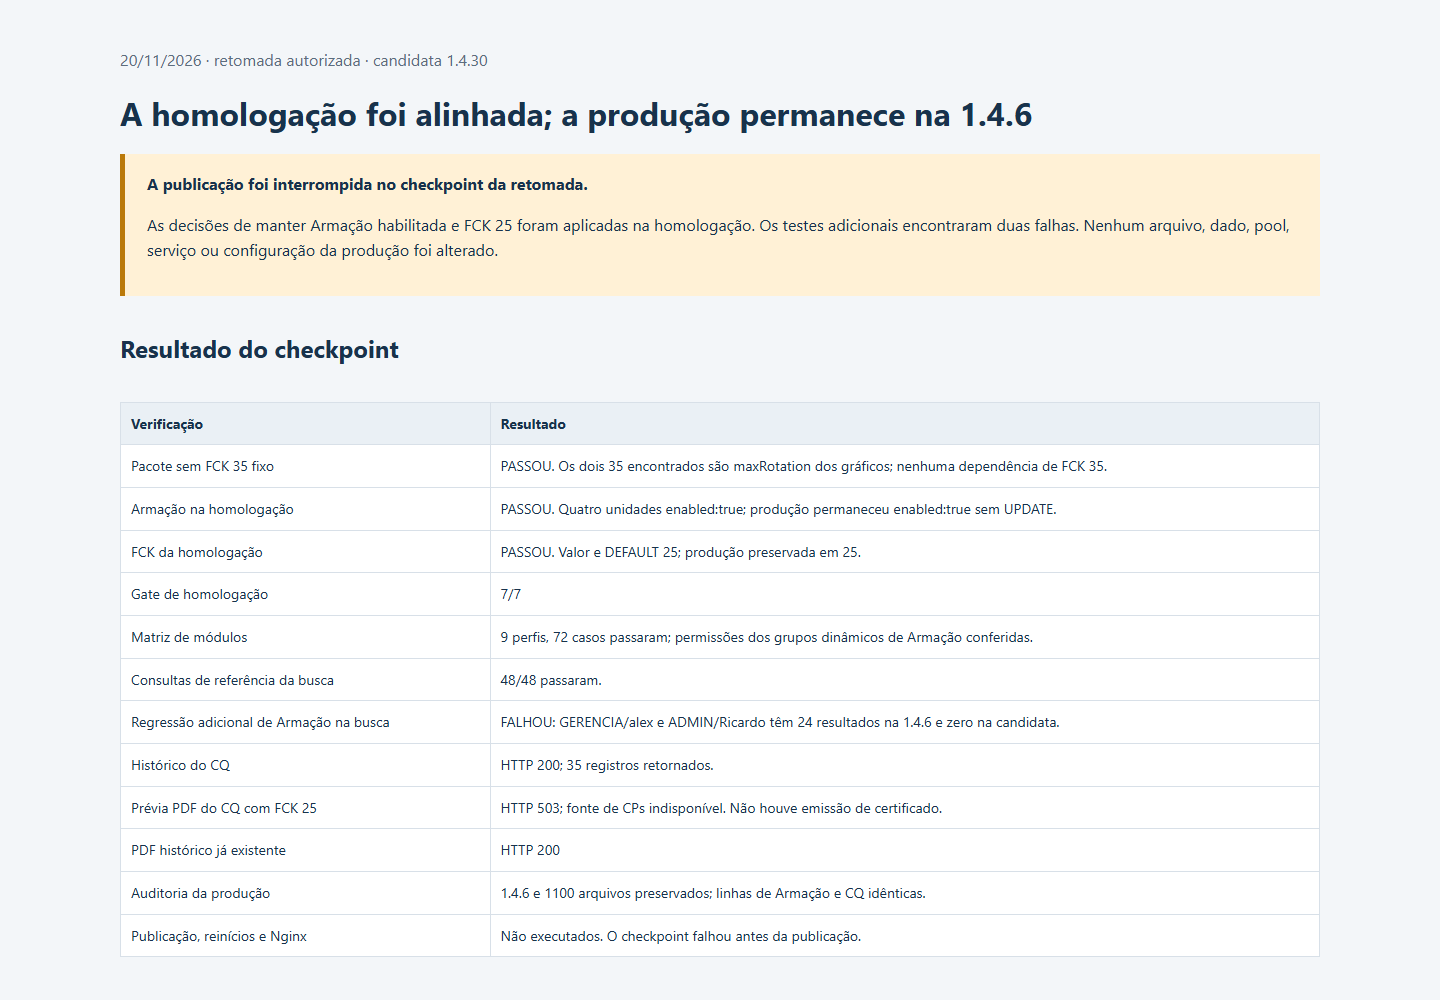 20/11/2026 · retomada autorizada · candidata 1.4.30
A homologação foi alinhada; a produção permanece na 1.4.6
A publicação foi interrompida no checkpoint da retomada.
As decisões de manter Armação habilitada e FCK 25 foram aplicadas na homologação. Os testes adicionais encontraram duas falhas. Nenhum arquivo, dado, pool,
serviço ou configuração da produção foi alterado.
Resultado do checkpoint
Verificação Resultado
Pacote sem FCK 35 fixo PASSOU. Os dois 35 encontrados são maxRotation dos gráficos; nenhuma dependência de FCK 35.
Armação na homologação PASSOU. Quatro unidades enabled:true; produção permaneceu enabled:true sem UPDATE.
FCK da homologação PASSOU. Valor e DEFAULT 25; produção preservada em 25.
Gate de homologação 7/7
Matriz de módulos 9 perfis, 72 casos passaram; permissões dos grupos dinâmicos de Armação conferidas.
Consultas de referência da busca 48/48 passaram.
Regressão adicional de Armação na busca FALHOU: GERENCIA/alex e ADMIN/Ricardo têm 24 resultados na 1.4.6 e zero na candidata.
Histórico do CQ HTTP 200; 35 registros retornados.
Prévia PDF do CQ com FCK 25 HTTP 503; fonte de CPs indisponível. Não houve emissão de certificado.
PDF histórico já existente HTTP 200
Auditoria da produção 1.4.6 e 1100 arquivos preservados; linhas de Armação e CQ idênticas.
Publicação, reinícios e Nginx Não executados. O checkpoint falhou antes da publicação.